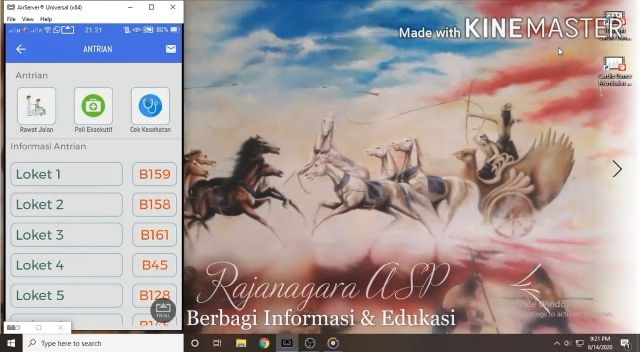 AirServer® Universal (x64)
File View Help
21.21
80%
ANTRIAN
Antrian
Rawat Jalan
Poli Eksekutif
Cek Kesehatan
Informasi Antrian
Loket 1 B159
Loket 2 B158
Loket 3 B161
Loket 4 B45
Loket 5 B128
TRIAL
Made with KINEMASTER
Rajanagara ASP
Berbagi Informasi & Edukasi
Type here to search
9:21 PM
8/14/2020